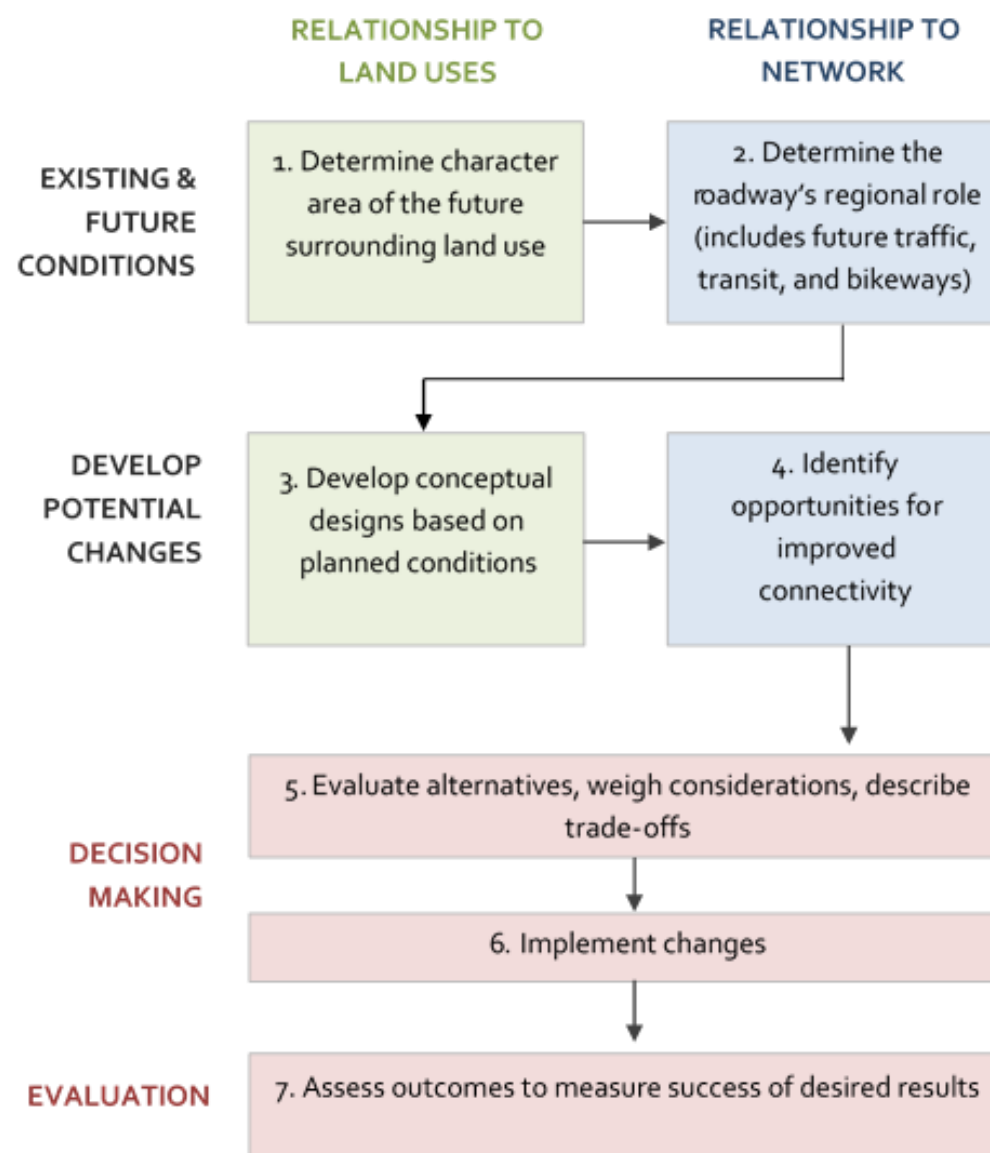 RELATIONSHIP TO
LAND USES
RELATIONSHIP TO
NETWORK
EXISTING &
FUTURE
CONDITIONS
1. Determine character
area of the future
surrounding land use
2. Determine the
roadway's regional role
(includes future traffic,
transit, and bikeways)
DEVELOP
POTENTIAL
CHANGES
3. Develop conceptual
designs based on
planned conditions
4. Identify
opportunities for
improved
connectivity
DECISION
MAKING
5. Evaluate alternatives, weigh considerations, describe
trade-offs
6. Implement changes
EVALUATION
7. Assess outcomes to measure success of desired results